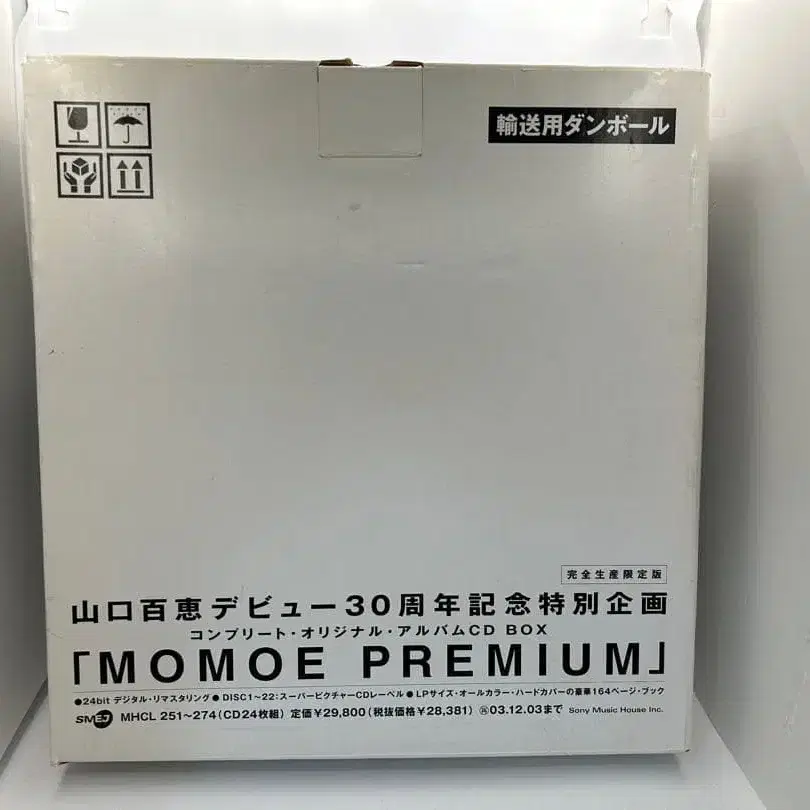 輸送用ダンボール
完全生産限定版
山口百恵デビュー30周年記念特別企画
コンプリート・オリジナル・アルバムCD BOX
「MOMOE PREMIUM」
●24bit デジタル・リマスタリング●DISC1〜22:スーパーピクチャーCDレーベル●LPサイズ・オールカラー・ハードカバーの豪華164ページ・ブック
SMEJ MHCL 251〜274(CD24枚組) 定価¥29,800(税抜価格¥28,381) 再03.12.03まで Sony Music House Inc.